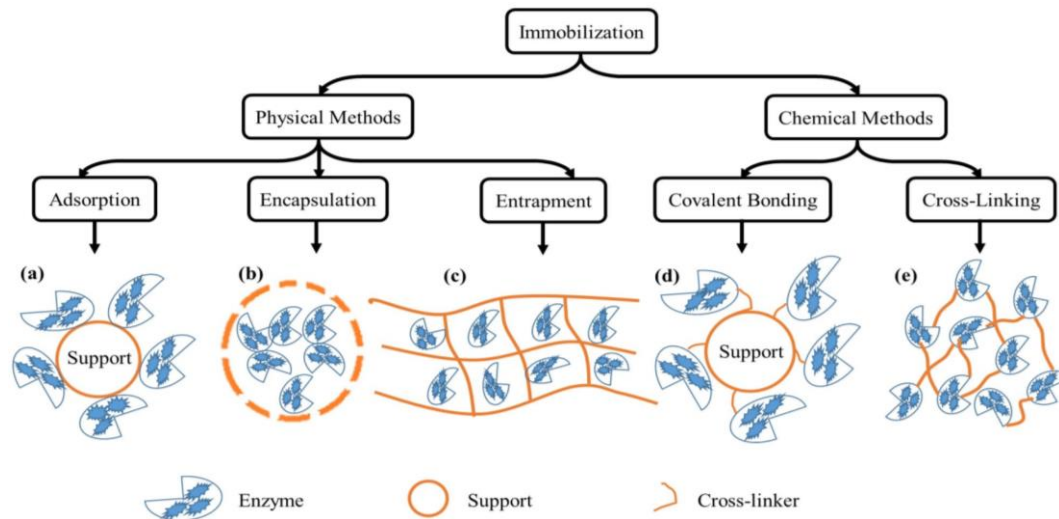 Immobilization
Physical Methods
Chemical Methods
Adsorption
Encapsulation
Entrapment
Covalent Bonding
Cross-Linking
(a)
(b)
(c)
(d)
(e)
Support
Support
Enzyme
Support
Cross-linker